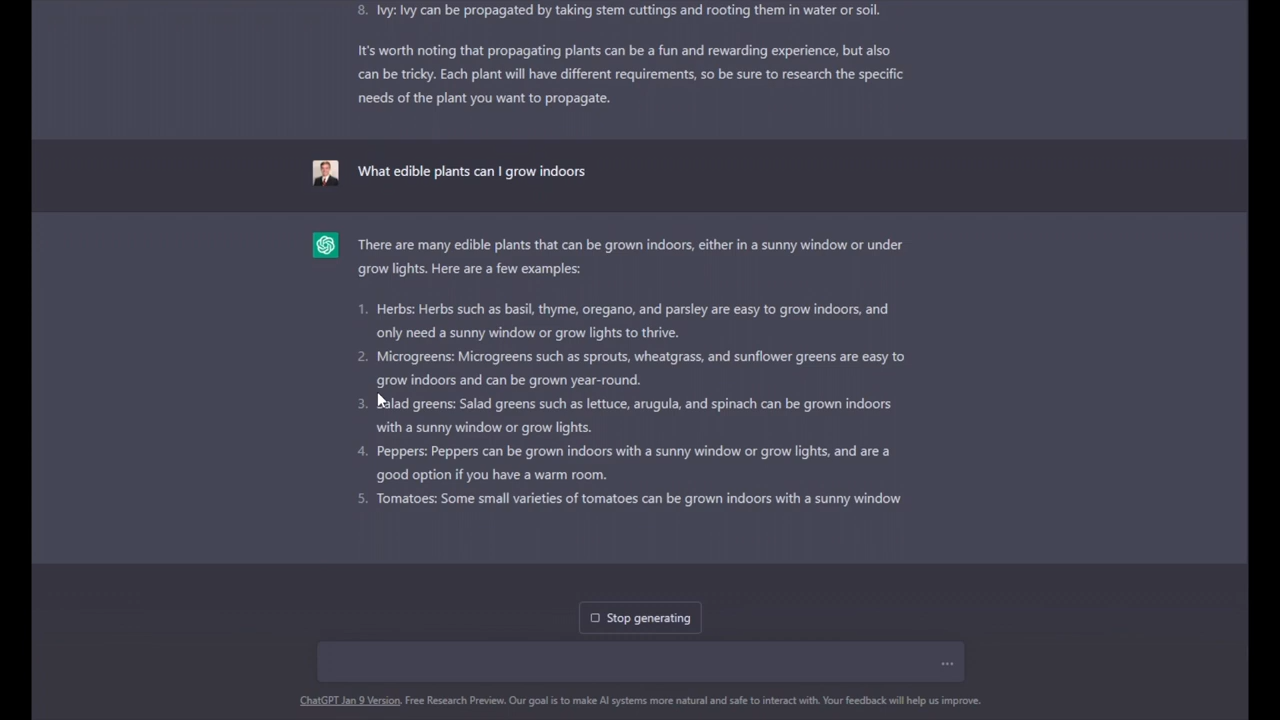 8. Ivy: Ivy can be propagated by taking stem cuttings and rooting them in water or soil.
It's worth noting that propagating plants can be a fun and rewarding experience, but also
can be tricky. Each plant will have different requirements, so be sure to research the specific
needs of the plant you want to propagate.
What edible plants can I grow indoors
There are many edible plants that can be grown indoors, either in a sunny window or under
grow lights. Here are a few examples:
1. Herbs: Herbs such as basil, thyme, oregano, and parsley are easy to grow indoors, and
only need a sunny window or grow lights to thrive.
2. Microgreens: Microgreens such as sprouts, wheatgrass, and sunflower greens are easy to
grow indoors and can be grown year-round.
3. Salad greens: Salad greens such as lettuce, arugula, and spinach can be grown indoors
with a sunny window or grow lights.
4. Peppers: Peppers can be grown indoors with a sunny window or grow lights, and are a
good option if you have a warm room.
5. Tomatoes: Some small varieties of tomatoes can be grown indoors with a sunny window
Stop generating
ChatGPT Jan 9 Version. Free Research Preview. Our goal is to make AI systems more natural and safe to interact with. Your feedback will help us improve.